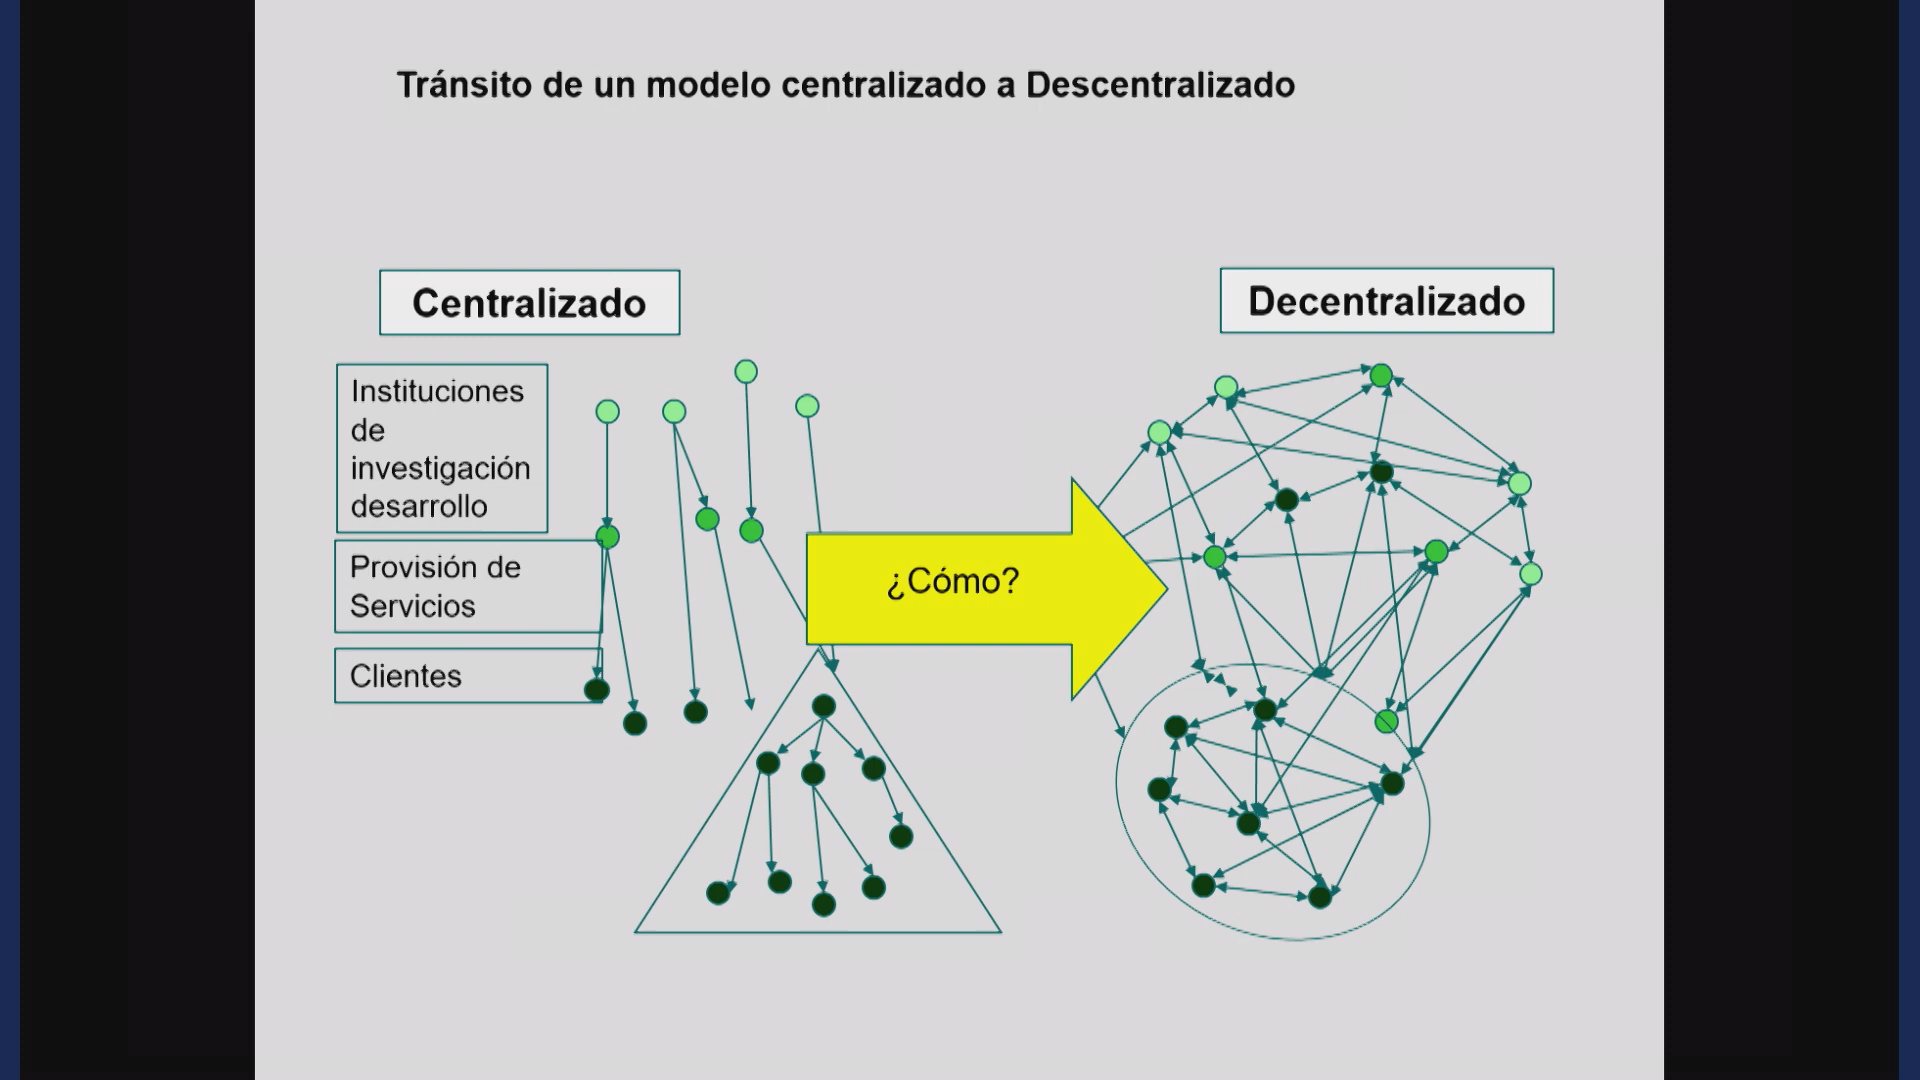 Tránsito de un modelo centralizado a Descentralizado
Centralizado
Decentralizado
Instituciones
de
investigación
desarrollo
Provisión de
Servicios
Clientes
¿Cómo?